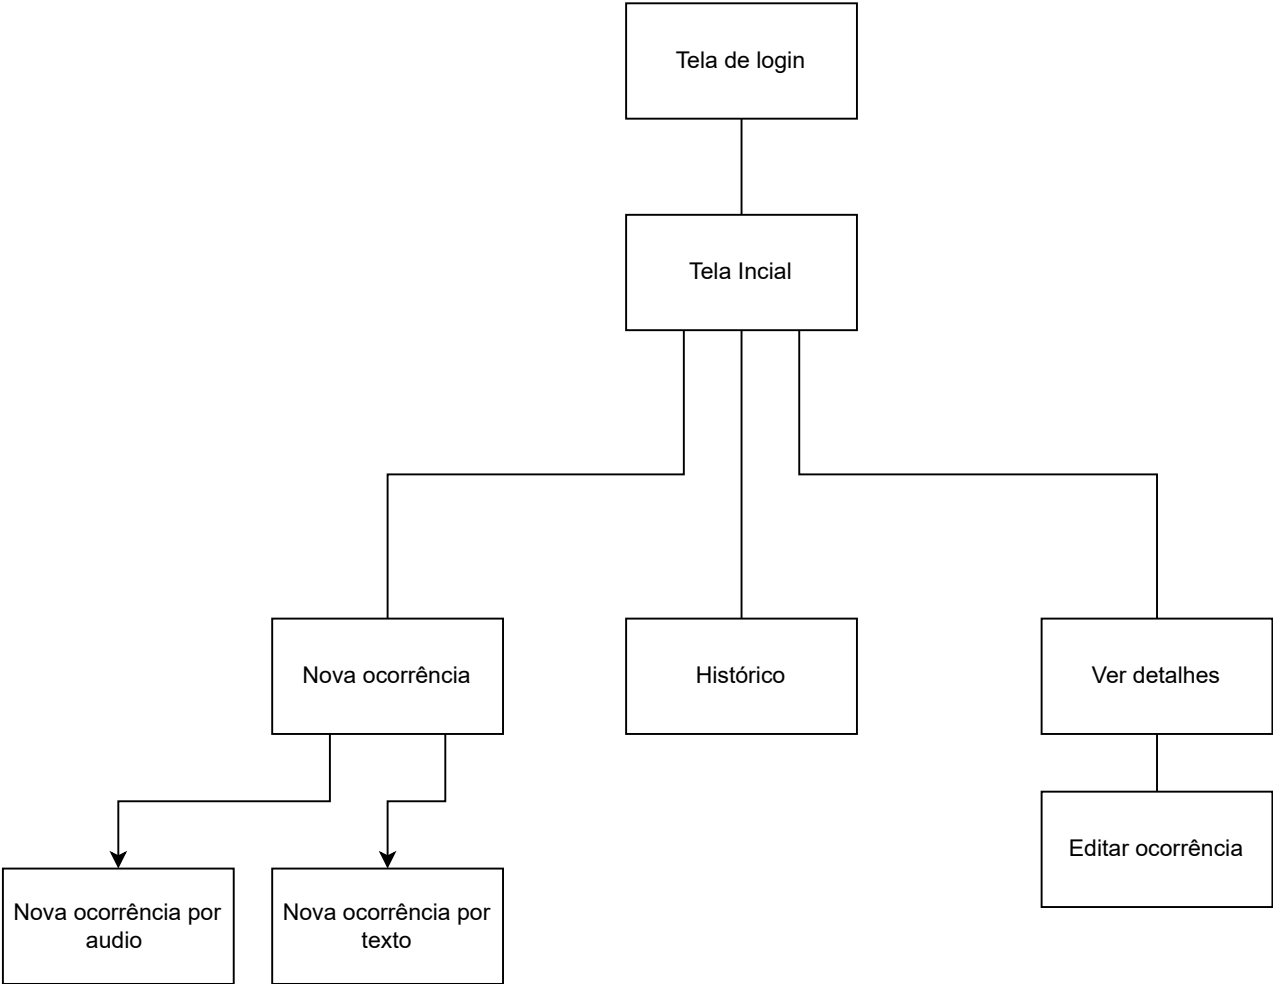 Tela de login
Tela Incial
Nova ocorrência
Histórico
Ver detalhes
Editar ocorrência
Nova ocorrência por
audio
Nova ocorrência por
texto